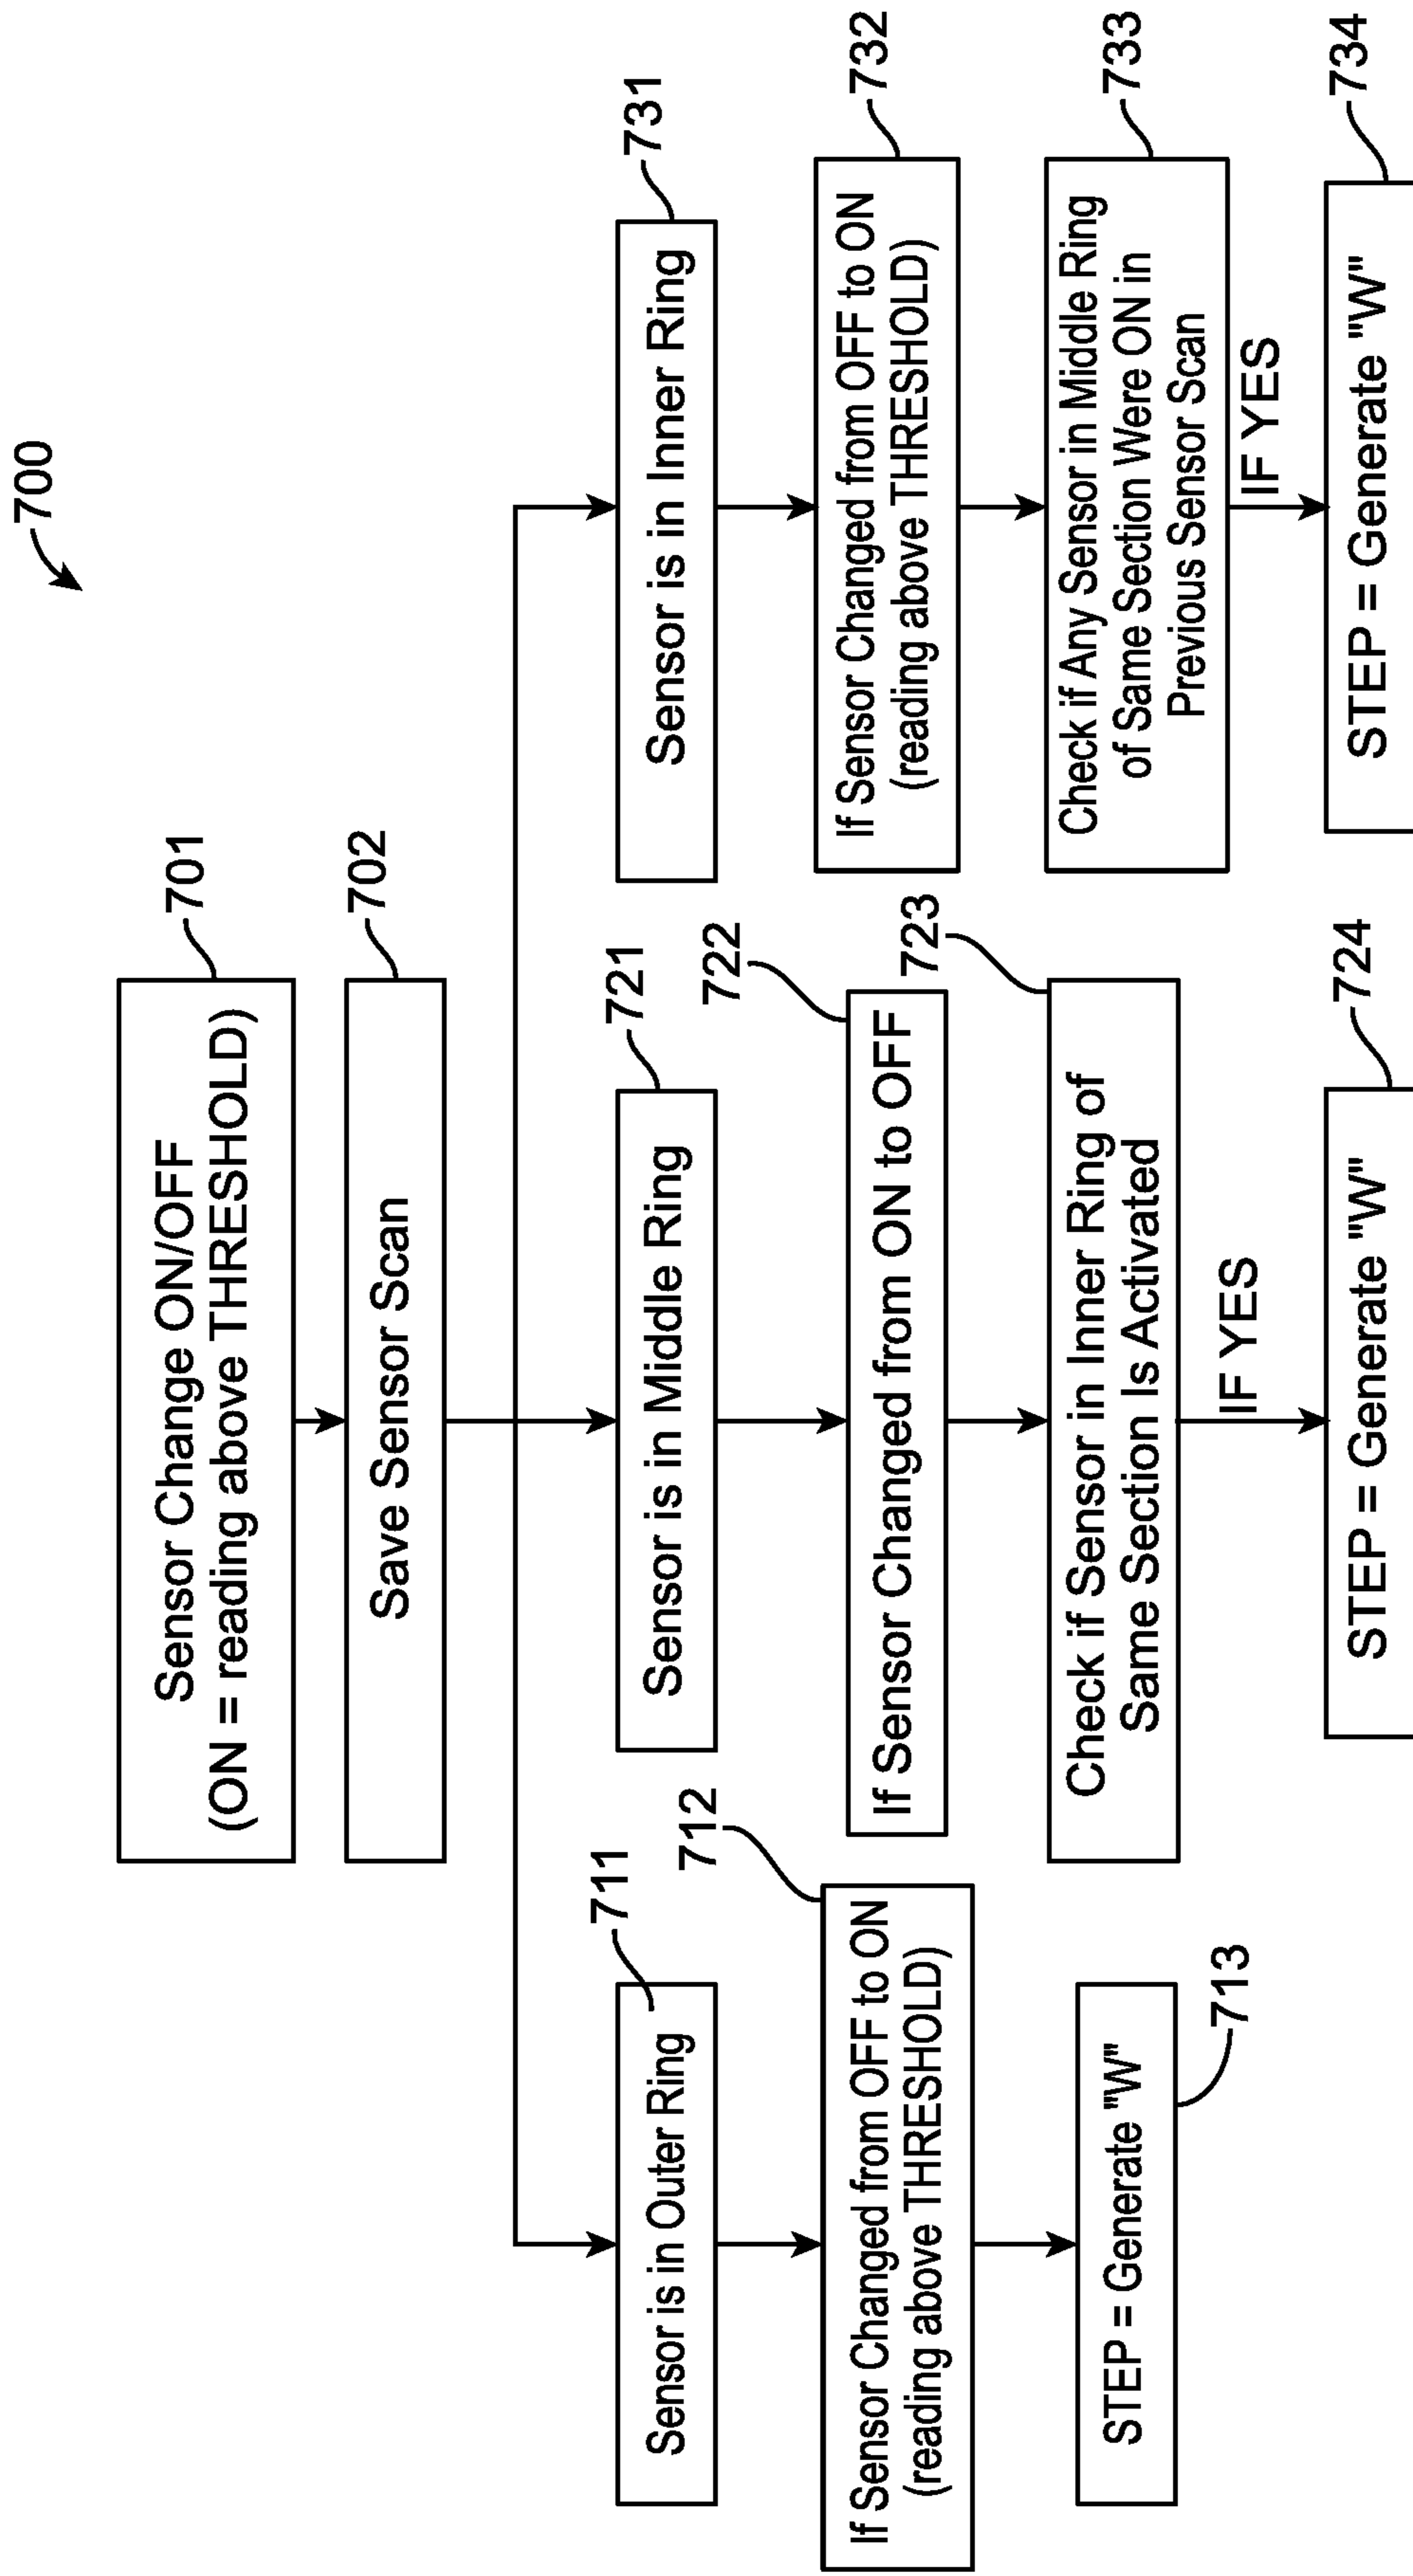 700
Sensor Change ON/OFF
(ON = reading above THRESHOLD)
701
Save Sensor Scan
702
Sensor is in Outer Ring
711
If Sensor Changed from OFF to ON
(reading above THRESHOLD)
712
STEP = Generate "W"
713
Sensor is in Middle Ring
721
If Sensor Changed from ON to OFF
722
Check if Sensor in Inner Ring of
Same Section Is Activated
723
IF YES
STEP = Generate "W"
724
Sensor is in Inner Ring
731
If Sensor Changed from OFF to ON
(reading above THRESHOLD)
732
Check if Any Sensor in Middle Ring
of Same Section Were ON in
Previous Sensor Scan
733
IF YES
STEP = Generate "W"
734